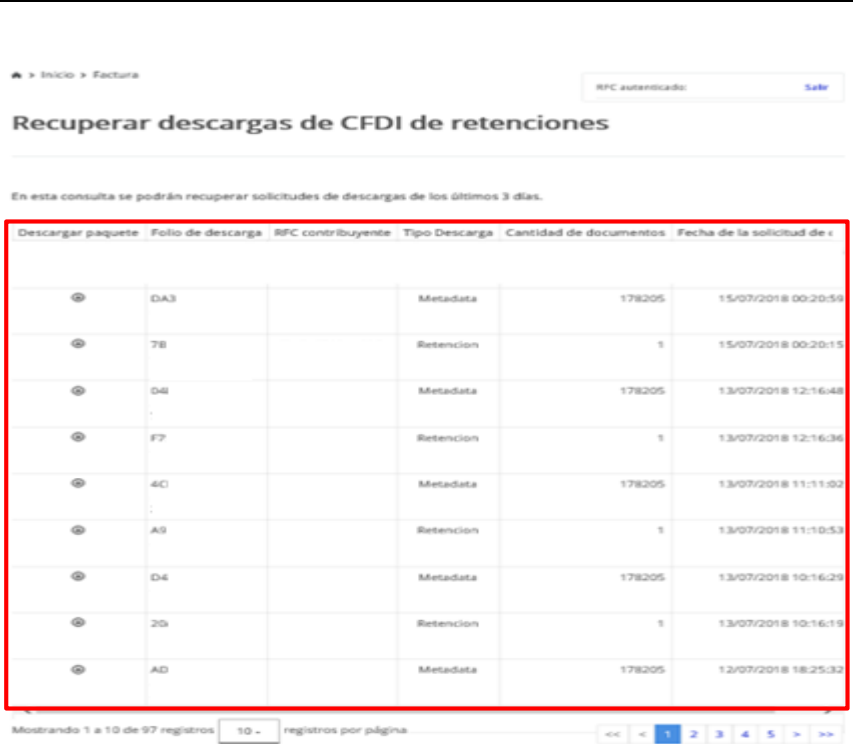 > Inicio > Factura
RFC autenticado: Salir
Recuperar descargas de CFDI de retenciones
En esta consulta se podrán recuperar solicitudes de descargas de los últimos 3 días.
Descargar paquete Folio de descarga RFC contribuyente Tipo Descarga Cantidad de documentos Fecha de la solicitud de
DA3 Metadata 178205 15/07/2018 00:20:59
Retencion 1 15/07/2018 00:20:15
Metadata 178205 13/07/2018 12:16:48
F7 Retencion 1 13/07/2018 12:16:36
Metadata 178205 13/07/2018 11:11:02
A9 Retencion 1 13/07/2018 11:10:53
D4 Metadata 178205 13/07/2018 10:16:29
Retencion 1 13/07/2018 10:16:19
AD Metadata 178205 12/07/2018 18:25:32
Mostrando 1 a 10 de 97 registros 10 registros por página << < 1 2 3 4 5 > >>